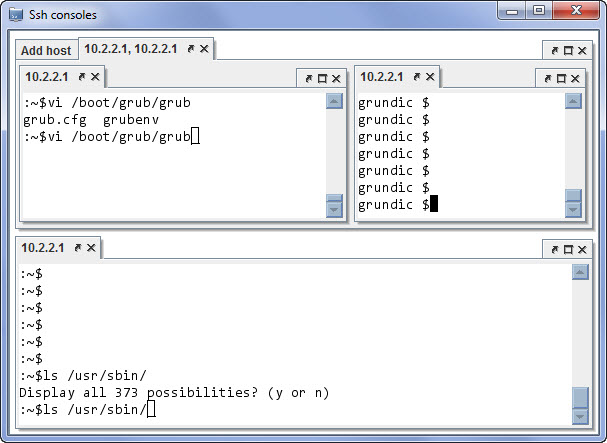 Ssh consoles
Add host
10.2.2.1, 10.2.2.1
10.2.2.1
:~$vi /boot/grub/grub
grub.cfg  grubenv
:~$vi /boot/grub/grub
10.2.2.1
grundic $
grundic $
grundic $
grundic $
grundic $
grundic $
grundic $
10.2.2.1
:~$
:~$
:~$
:~$
:~$
:~$
:~$ls /usr/sbin/
Display all 373 possibilities? (y or n)
:~$ls /usr/sbin/